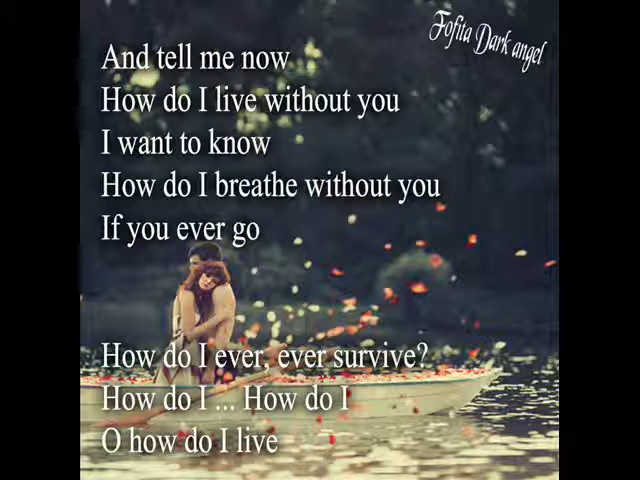 Fofita Dark angel
And tell me now
How do I live without you
I want to know
How do I breathe without you
If you ever go
How do I ever, ever survive?
How do I ... How do I
O how do I live